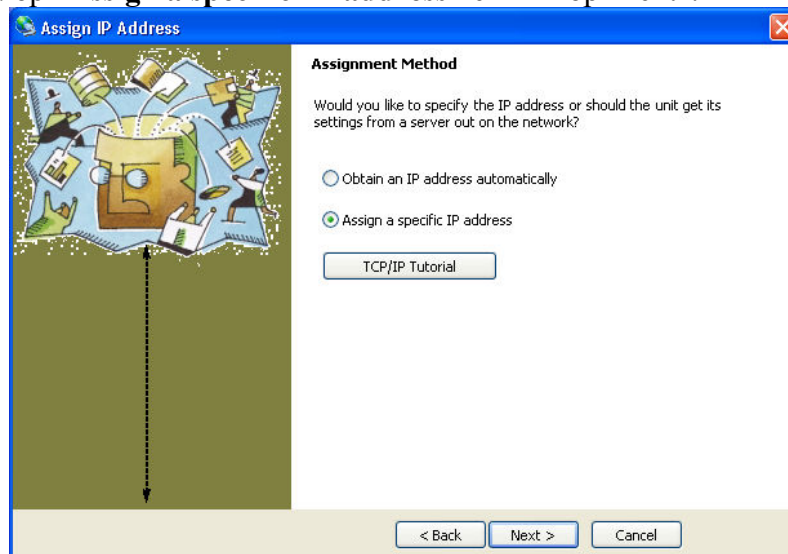 Assign IP Address
Assignment Method
Would you like to specify the IP address or should the unit get its
settings from a server out on the network?
Obtain an IP address automatically
Assign a specific IP address
TCP/IP Tutorial
< Back Next > Cancel